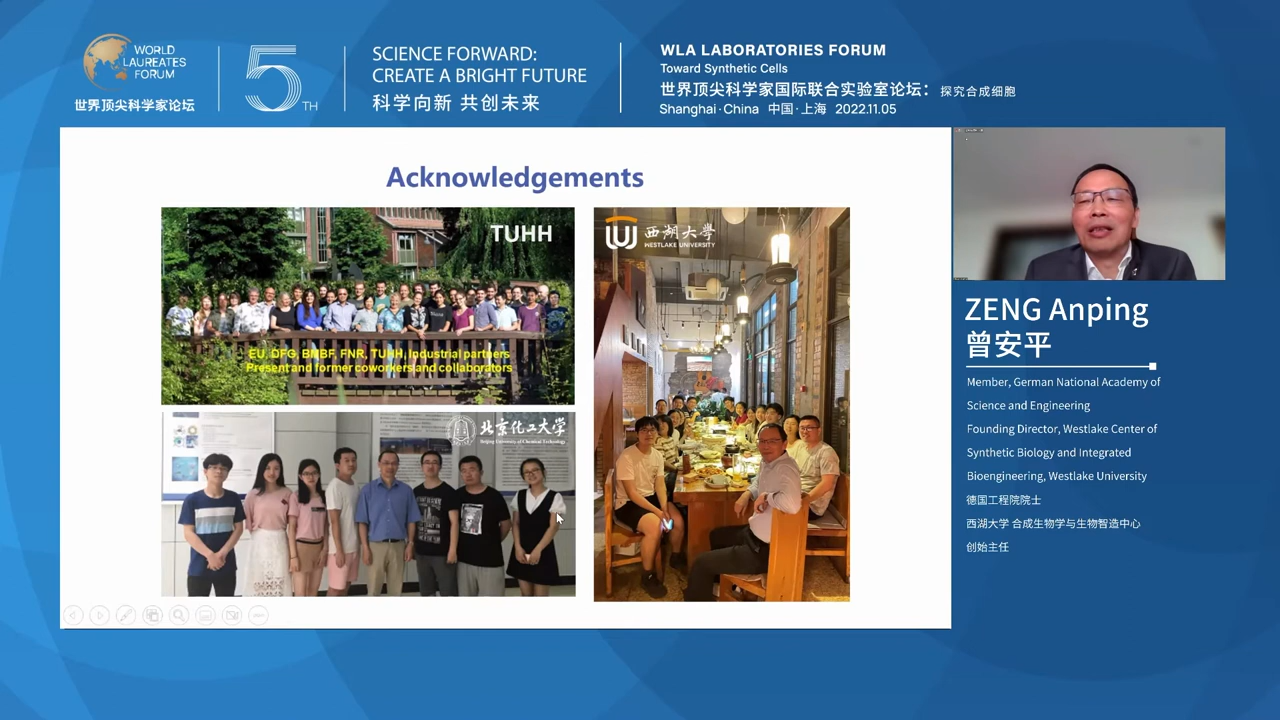 WORLD
LAUREATES
FORUM
世界顶尖科学家论坛
5TH
SCIENCE FORWARD:
CREATE A BRIGHT FUTURE
科学向新 共创未来
WLA LABORATORIES FORUM
Toward Synthetic Cells
世界顶尖科学家国际联合实验室论坛：探究合成细胞
Shanghai·China 中国·上海 2022.11.05
Acknowledgements
TUHH
EU, DFG, BMBF, FNR, TUHH, Industrial partners
Present and former coworkers and collaborators
西湖大學
WESTLAKE UNIVERSITY
北京化工大学
Beijing University of Chemical Technology
ZENG Anping
曾安平
Member, German National Academy of
Science and Engineering
Founding Director, Westlake Center of
Synthetic Biology and Integrated
Bioengineering, Westlake University
德国工程院院士
西湖大学 合成生物学与生物智造中心
创始主任